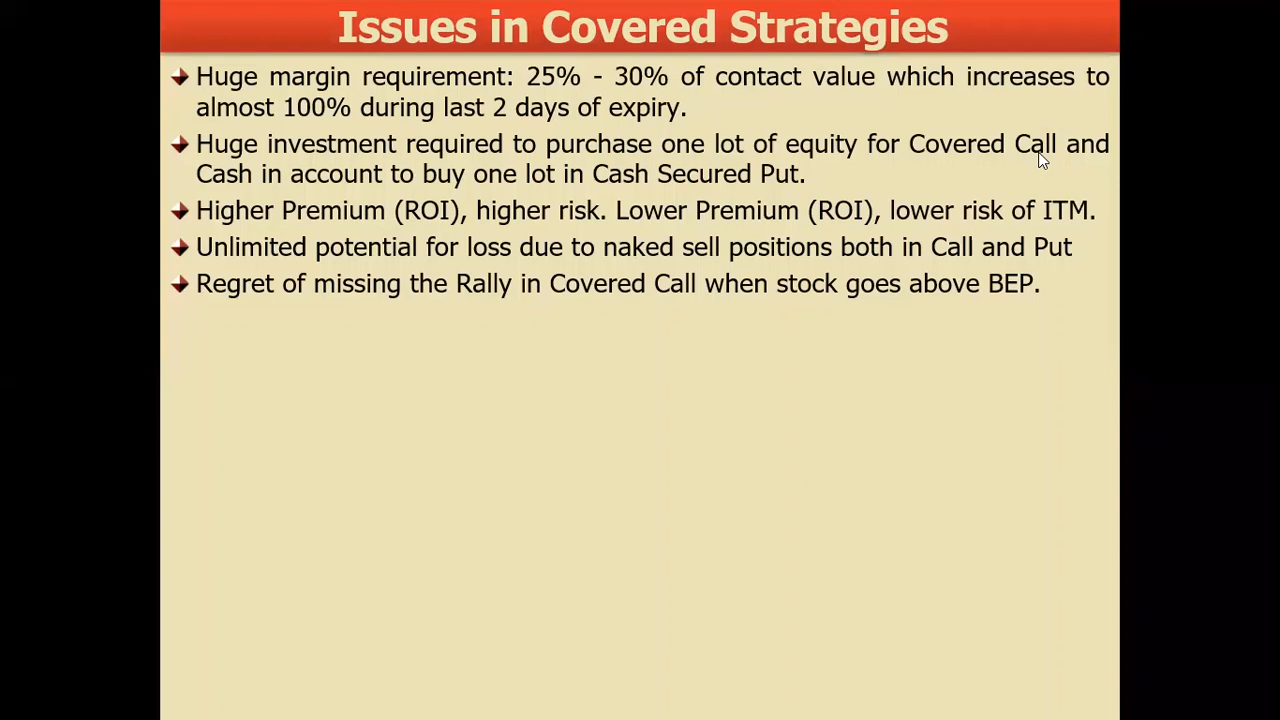 Issues in Covered Strategies
Huge margin requirement: 25% - 30% of contact value which increases to
almost 100% during last 2 days of expiry.
Huge investment required to purchase one lot of equity for Covered Call and
Cash in account to buy one lot in Cash Secured Put.
Higher Premium (ROI), higher risk. Lower Premium (ROI), lower risk of ITM.
Unlimited potential for loss due to naked sell positions both in Call and Put
Regret of missing the Rally in Covered Call when stock goes above BEP.